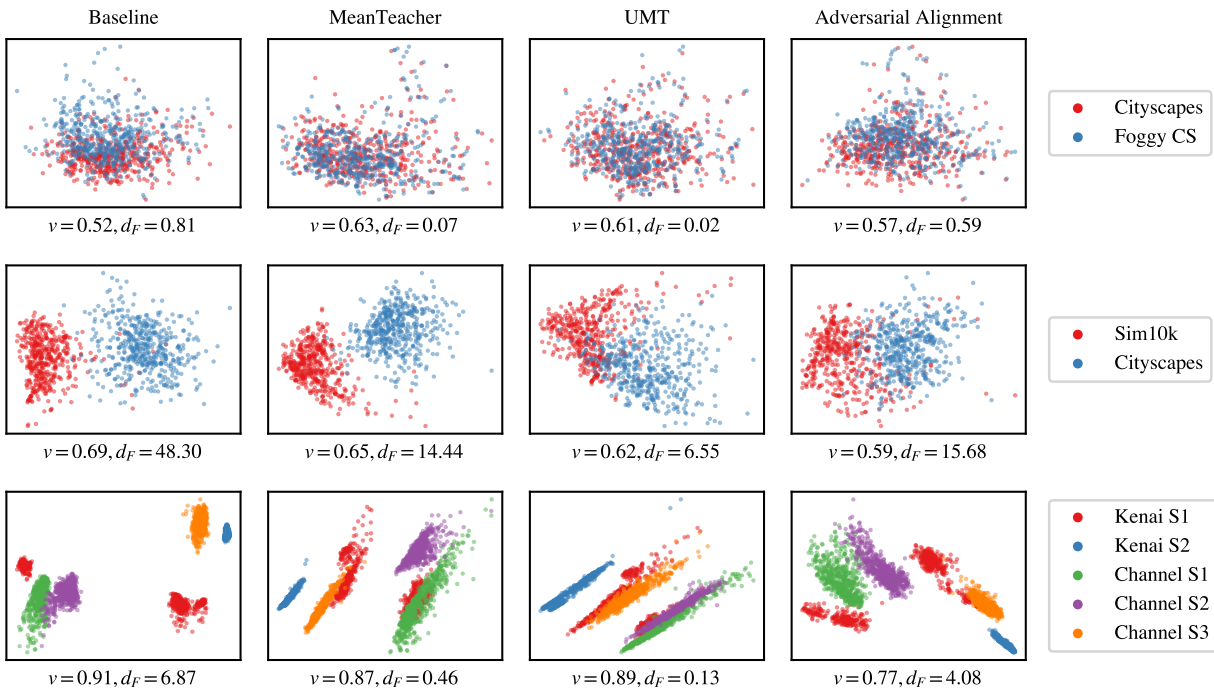 Baseline
MeanTeacher
UMT
Adversarial Alignment
Cityscapes
Foggy CS
v = 0.52, d_F = 0.81
v = 0.63, d_F = 0.07
v = 0.61, d_F = 0.02
v = 0.57, d_F = 0.59
Sim10k
Cityscapes
v = 0.69, d_F = 48.30
v = 0.65, d_F = 14.44
v = 0.62, d_F = 6.55
v = 0.59, d_F = 15.68
Kenai S1
Kenai S2
Channel S1
Channel S2
Channel S3
v = 0.91, d_F = 6.87
v = 0.87, d_F = 0.46
v = 0.89, d_F = 0.13
v = 0.77, d_F = 4.08